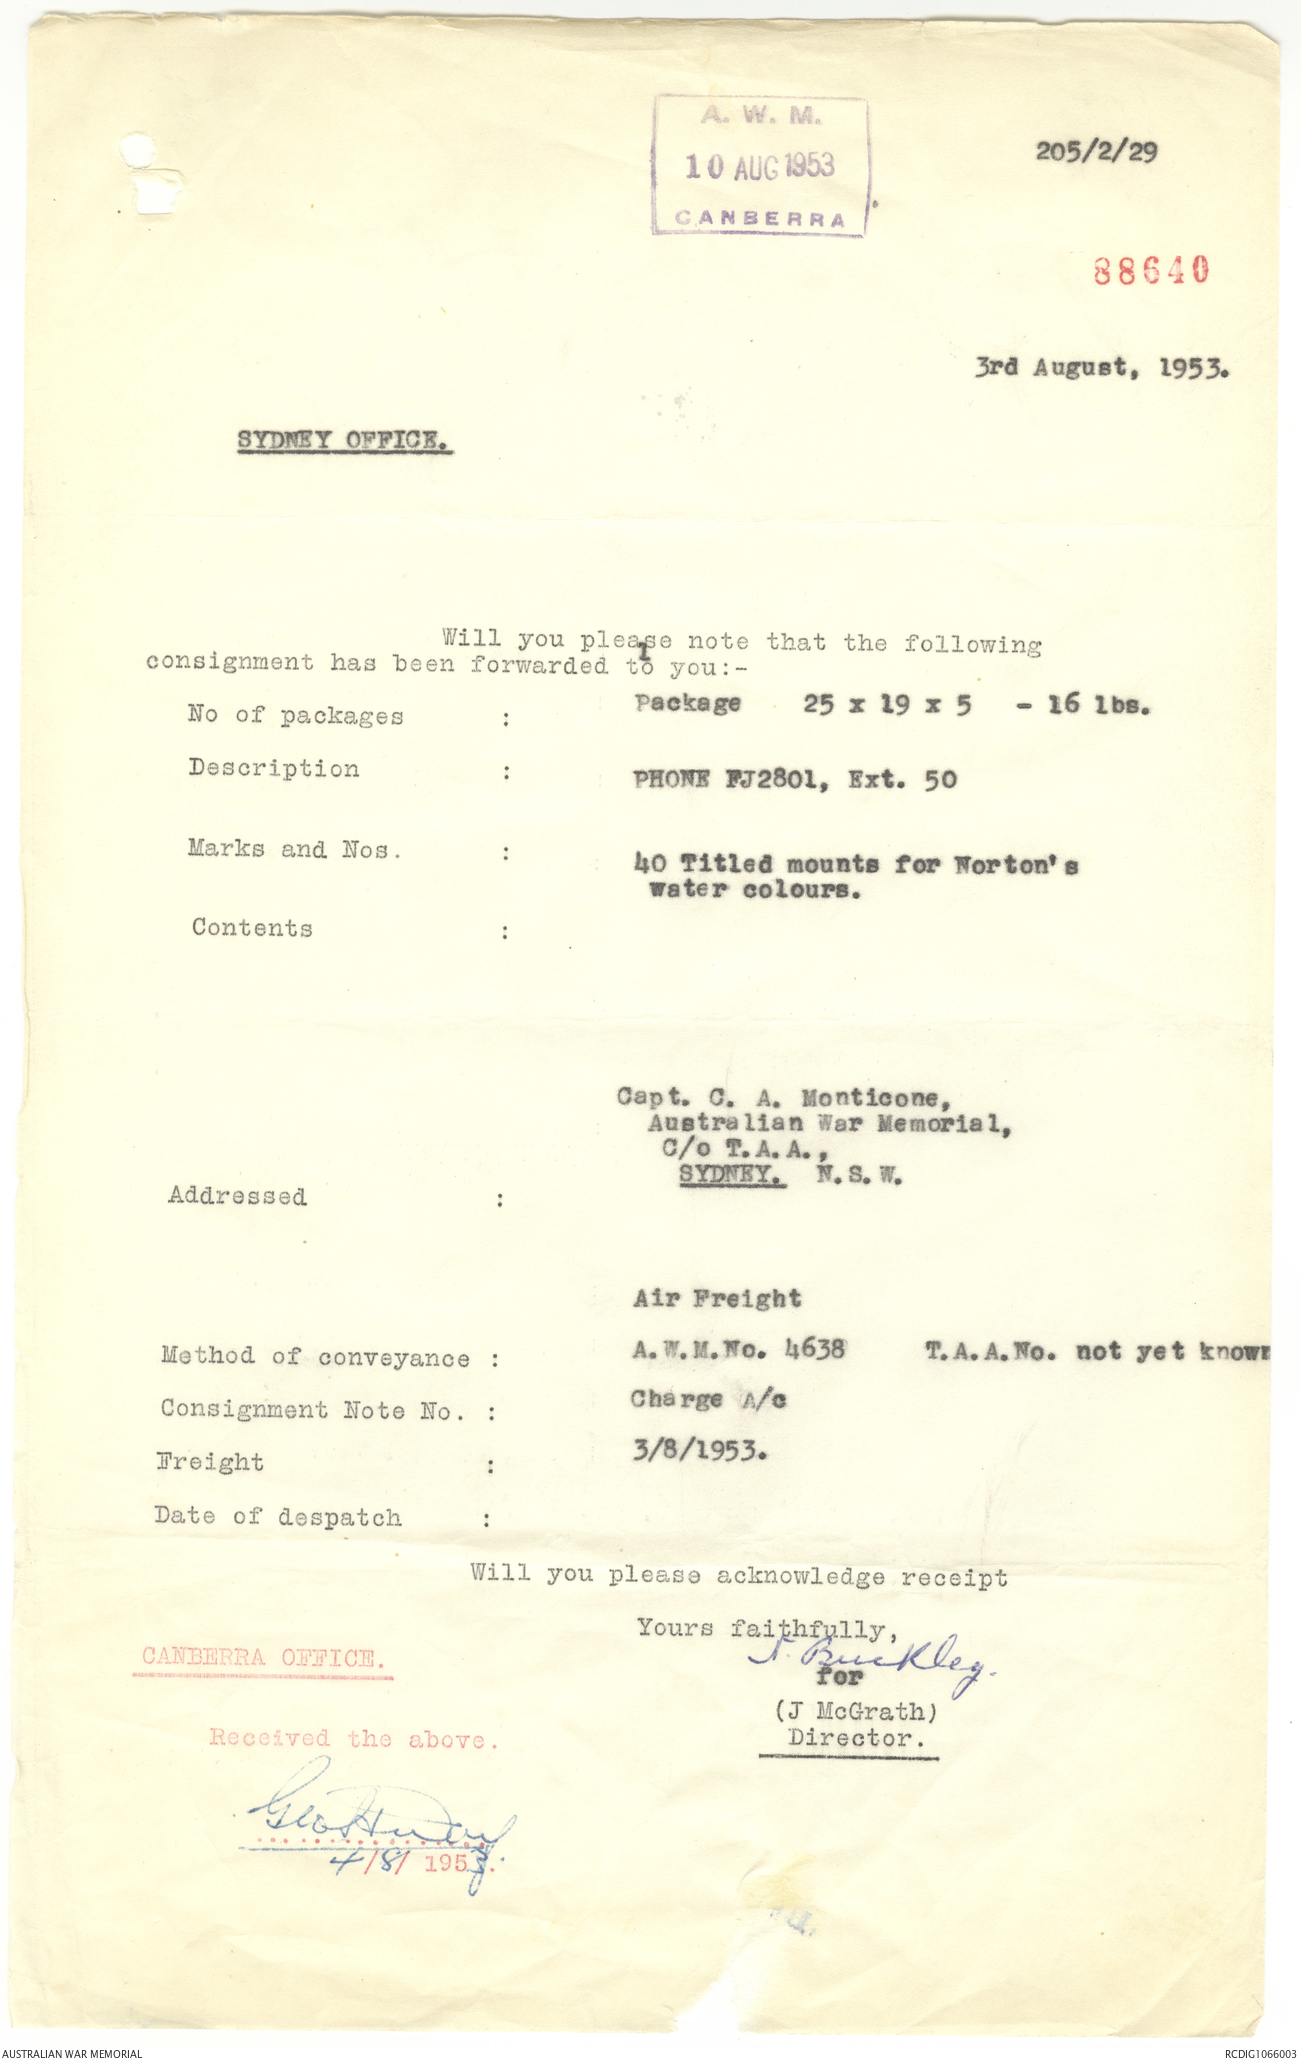 A. W. M.
10 AUG 1953
CANBERRA
205/2/29
88640
3rd August, 1953.
SYDNEY OFFICE.
Will you please note that the following
consignment has been forwarded to you:-
1
No of packages : Package 25 x 19 x 5 - 16 lbs.
Description : PHONE FJ2801, Ext. 50
Marks and Nos. : 40 Titled mounts for Norton's
water colours.
Contents :
Capt. C. A. Monticone,
Australian War Memorial,
C/o T.A.A.,
SYDNEY. N.S.W.
Addressed :
Air Freight
Method of conveyance : A.W.M.No. 4638 T.A.A.No. not yet known
Consignment Note No. : Charge A/c
Freight : 3/8/1953.
Date of despatch :
Will you please acknowledge receipt
Yours faithfully,
N. Buckley.
for
(J McGrath)
Director.
CANBERRA OFFICE.
Received the above.
4/8/ 1953.
AUSTRALIAN WAR MEMORIAL
RCDIG1066003